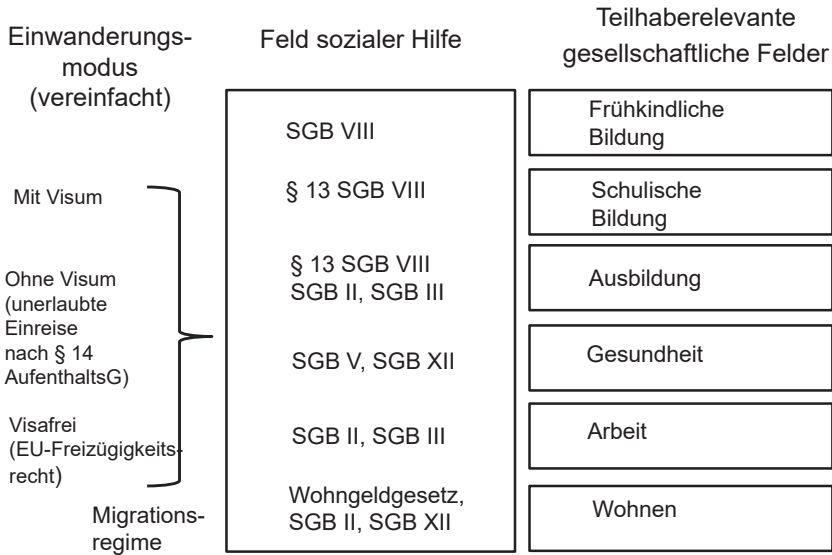 Einwanderungs-
modus
(vereinfacht)
Mit Visum
Ohne Visum
(unerlaubte
Einreise
nach § 14
AufenthaltsG)
Visafrei
(EU-Freizügigkeits-
recht)
Migrations-
regime
Feld sozialer Hilfe
SGB VIII
§ 13 SGB VIII
§ 13 SGB VIII
SGB II, SGB III
SGB V, SGB XII
SGB II, SGB III
Wohngeldgesetz,
SGB II, SGB XII
Teilhaberelevante
gesellschaftliche Felder
Frühkindliche
Bildung
Schulische
Bildung
Ausbildung
Gesundheit
Arbeit
Wohnen